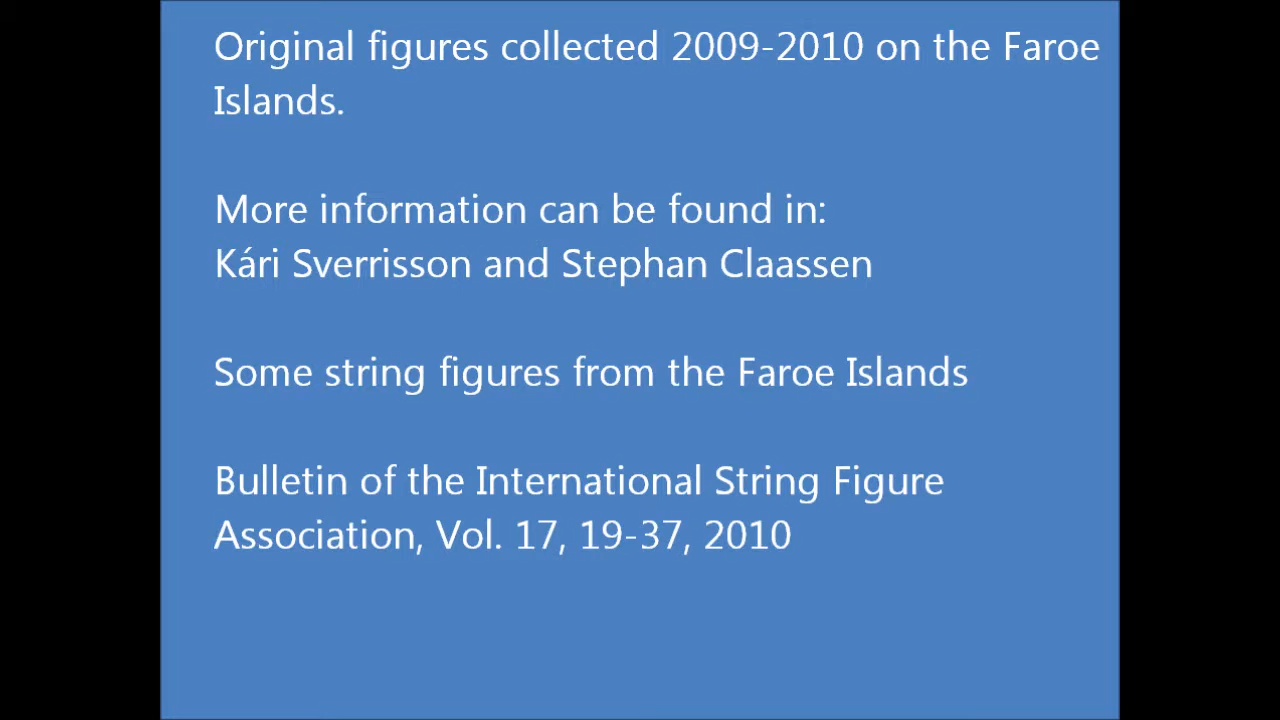 Original figures collected 2009-2010 on the Faroe
Islands.
More information can be found in:
Kári Sverrisson and Stephan Claassen
Some string figures from the Faroe Islands
Bulletin of the International String Figure
Association, Vol. 17, 19-37, 2010